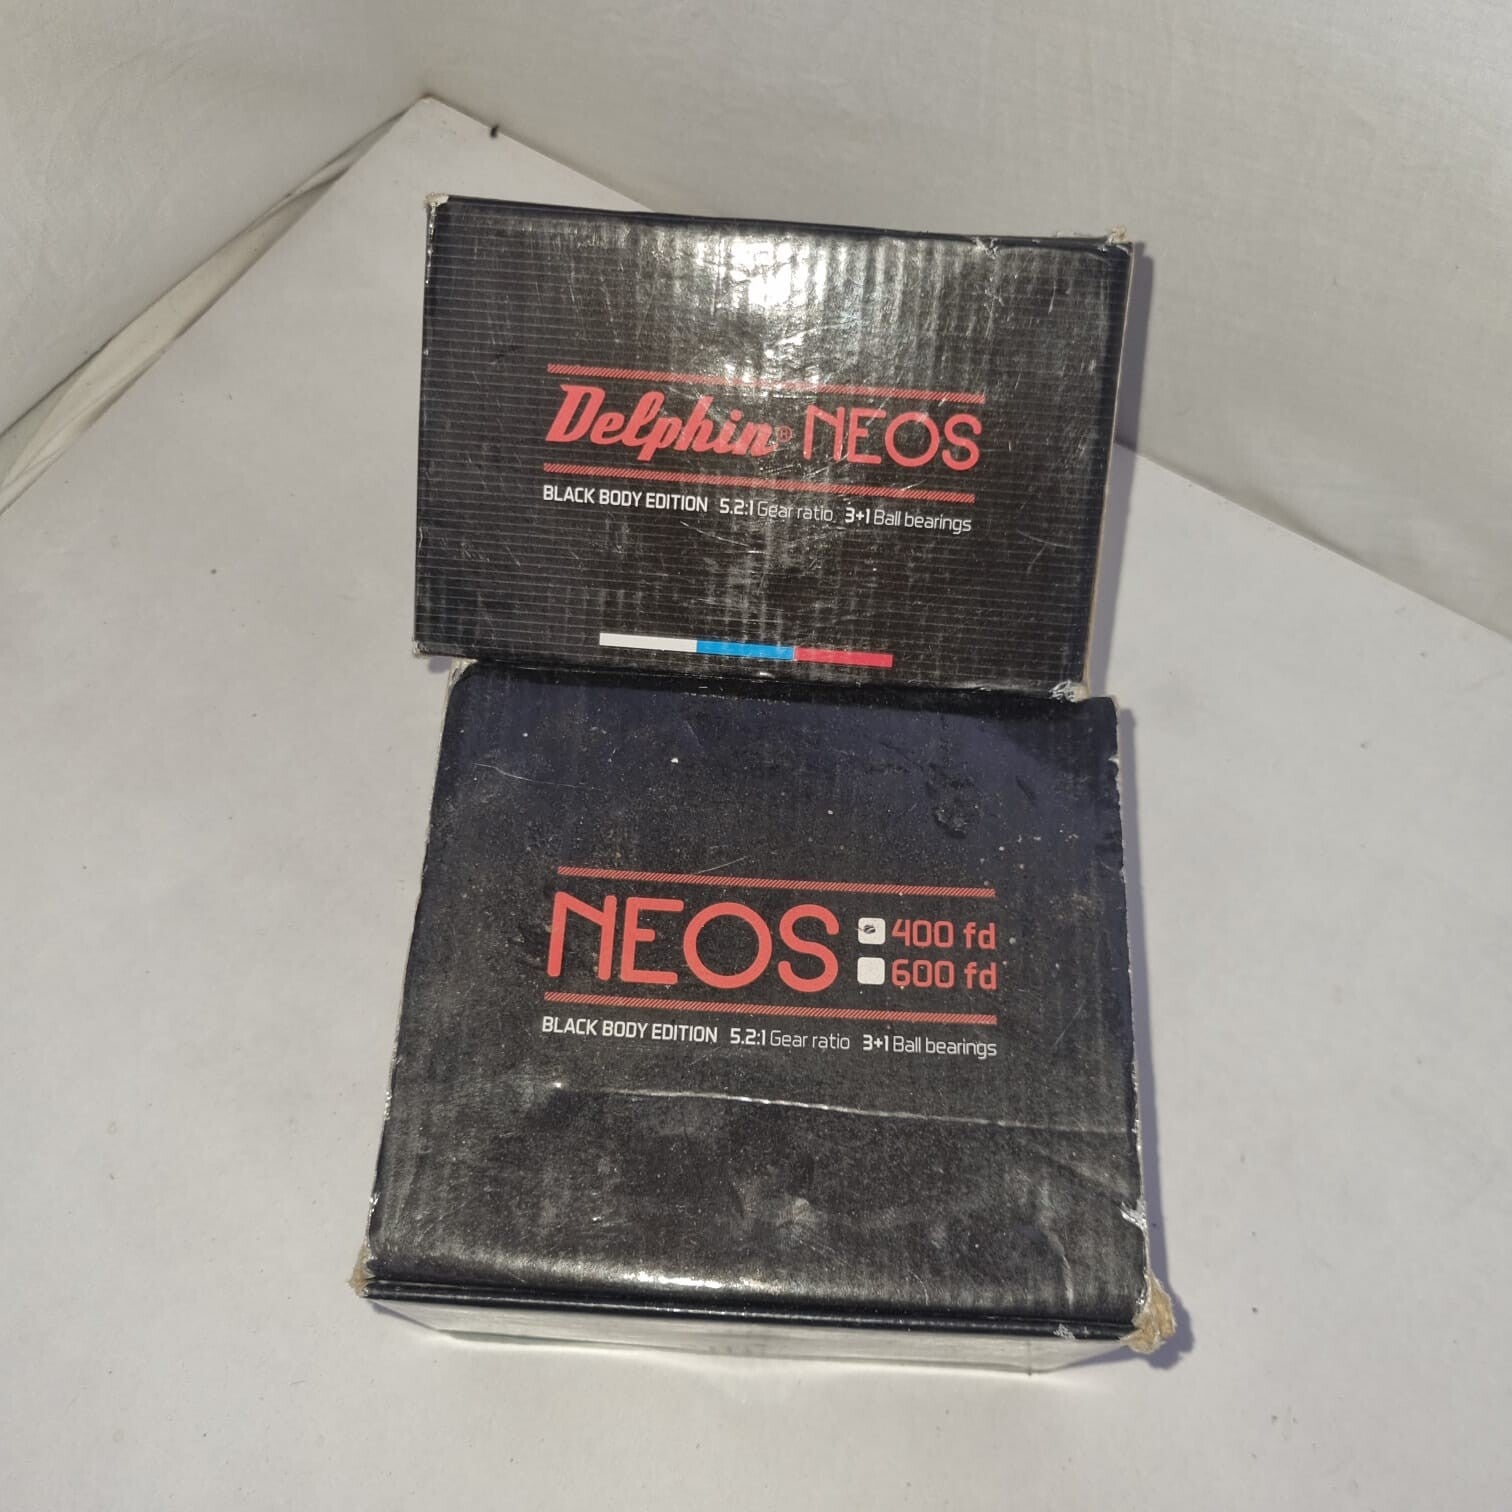 Delphin® NEOS
BLACK BODY EDITION 5.2:1 Gear ratio 3+1 Ball bearings
NEOS
400 fd
600 fd
BLACK BODY EDITION 5.2:1 Gear ratio 3+1 Ball bearings